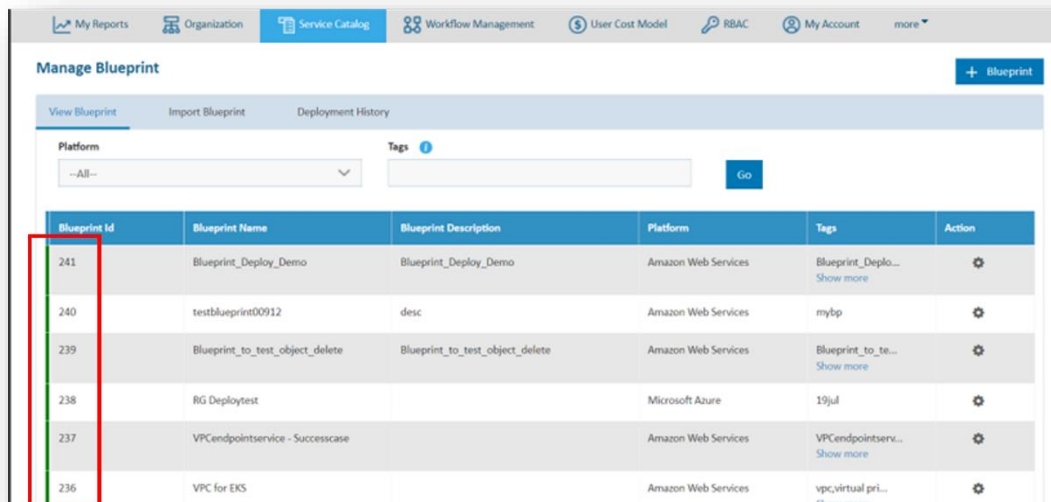 My Reports Organization Service Catalog Workflow Management User Cost Model RBAC My Account more
Manage Blueprint
+ Blueprint
View Blueprint Import Blueprint Deployment History
Platform Tags i
--All--
Go
Blueprint Id Blueprint Name Blueprint Description Platform Tags Action
241 Blueprint_Deploy_Demo Blueprint_Deploy_Demo Amazon Web Services Blueprint_Deplo...
Show more
240 testblueprint00912 desc Amazon Web Services mybp
239 Blueprint_to_test_object_delete Blueprint_to_test_object_delete Amazon Web Services Blueprint_to_te...
Show more
238 RG Deploytest Microsoft Azure 19jul
237 VPCendpointservice - Successcase Amazon Web Services VPCendpointserv...
Show more
236 VPC for EKS Amazon Web Services vpc,virtual pri...